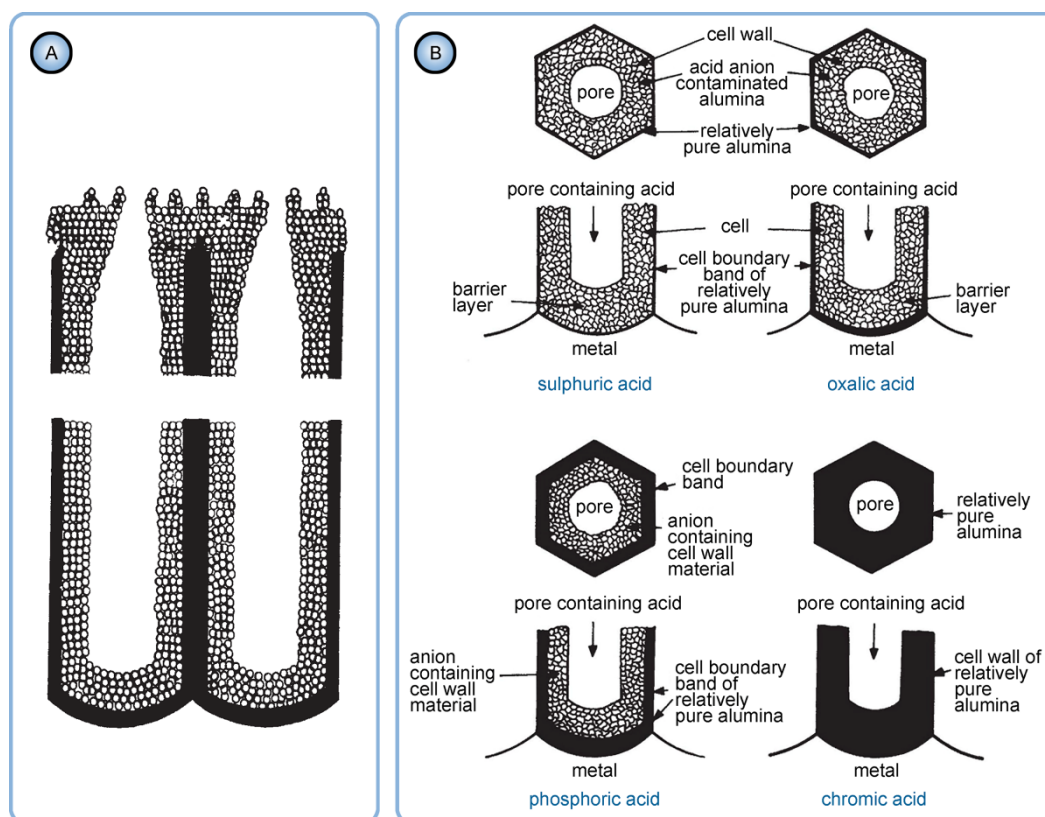 A
B
cell wall
acid anion
contaminated
alumina
relatively
pure alumina
pore
pore
pore containing acid
pore containing acid
cell
cell boundary
band of
relatively
pure alumina
barrier
layer
barrier
layer
metal
metal
sulphuric acid
oxalic acid
pore
cell boundary
band
anion
containing
cell wall
material
pore
relatively
pure
alumina
pore containing acid
pore containing acid
anion
containing
cell wall
material
cell boundary
band of
relatively
pure alumina
cell wall of
relatively
pure
alumina
metal
metal
phosphoric acid
chromic acid